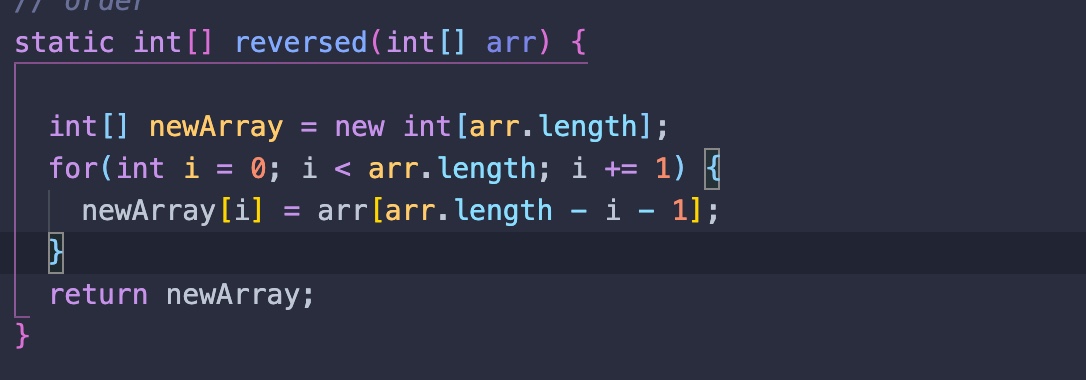 // order
static int[] reversed(int[] arr) {
int[] newArray = new int[arr.length];
for(int i = 0; i < arr.length; i += 1) {
newArray[i] = arr[arr.length - i - 1];
}
return newArray;
}